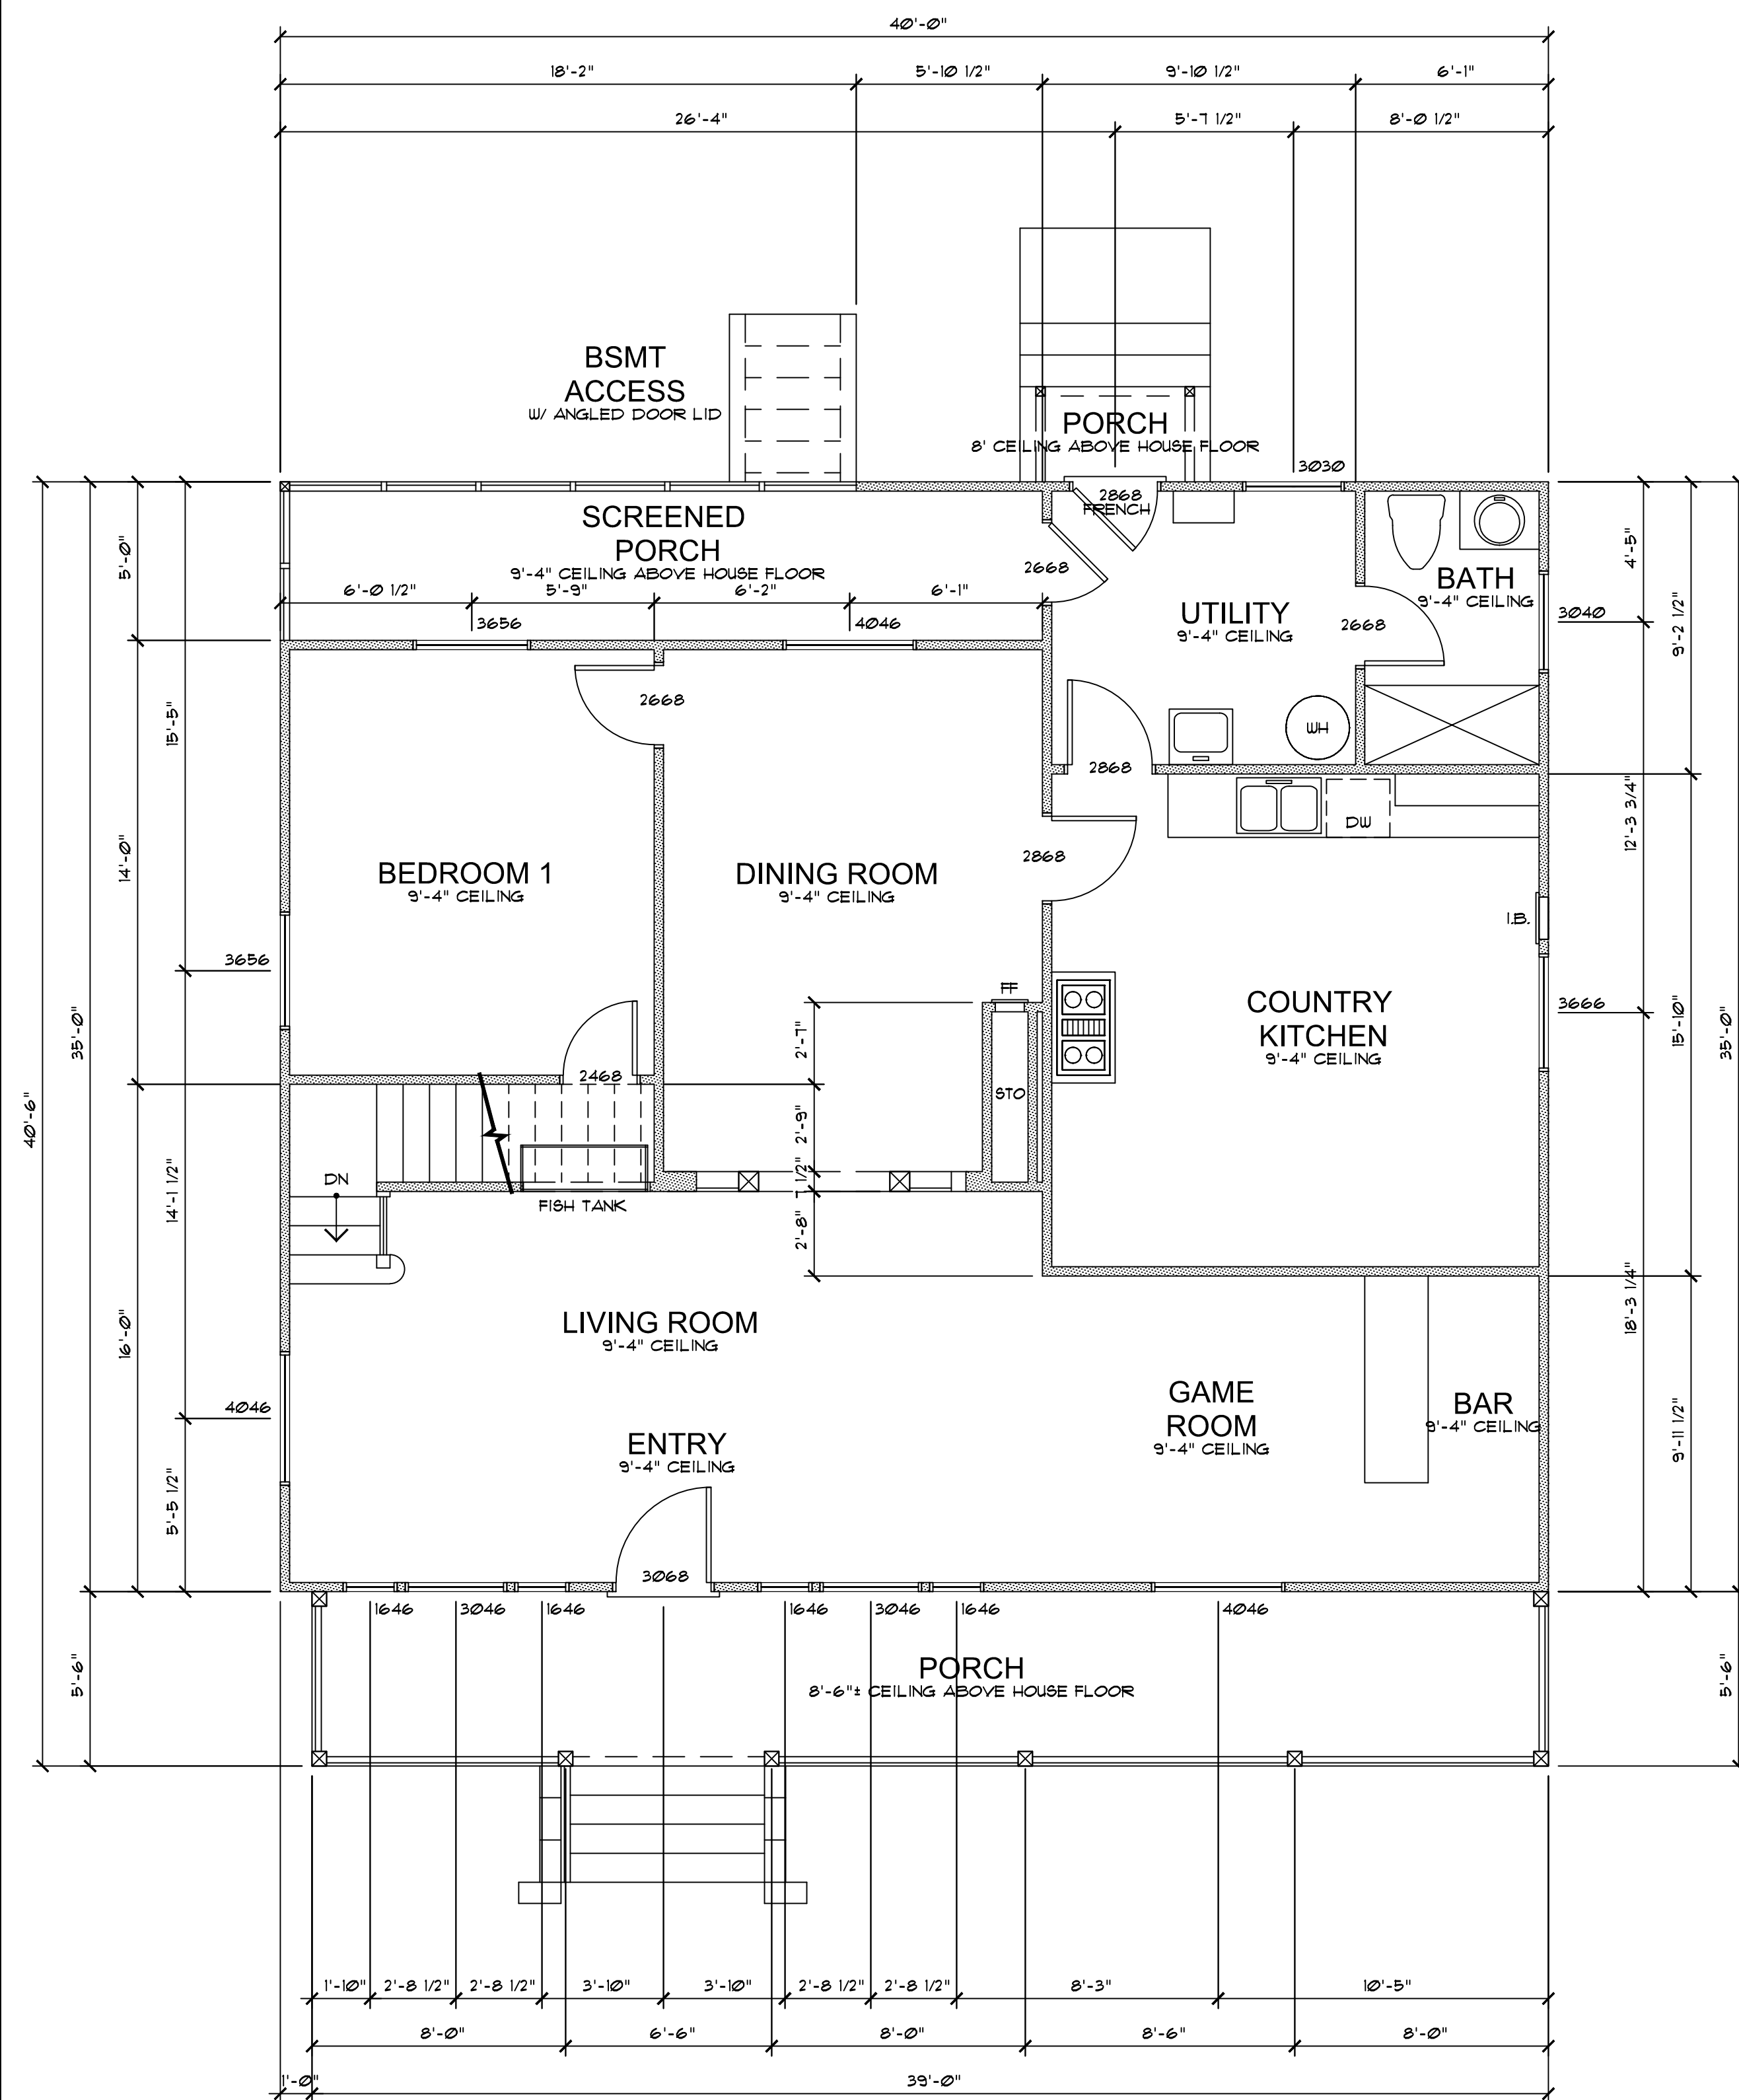 40'-0"
18'-2" 5'-10 1/2" 9'-10 1/2" 6'-1"
26'-4" 5'-7 1/2" 8'-0 1/2"
BSMT
ACCESS
W/ ANGLED DOOR LID
PORCH
8' CEILING ABOVE HOUSE FLOOR
3030
2868
FRENCH
SCREENED
PORCH
9'-4" CEILING ABOVE HOUSE FLOOR
6'-0 1/2" 5'-9" 6'-2" 6'-1"
3656 4046
2668
UTILITY
9'-4" CEILING
BATH
9'-4" CEILING
2668
3040
2668
WH
2868
DW
2868
BEDROOM 1
9'-4" CEILING
DINING ROOM
9'-4" CEILING
I.B.
3656
COUNTRY
KITCHEN
9'-4" CEILING
3666
FF
STO
2468
2'-7"
2'-9"
7 1/2"
2'-8"
DN
FISH TANK
LIVING ROOM
9'-4" CEILING
GAME
ROOM
9'-4" CEILING
BAR
9'-4" CEILING
4046
ENTRY
9'-4" CEILING
3068
1646 3046 1646 1646 3046 1646 4046
PORCH
8'-6"± CEILING ABOVE HOUSE FLOOR
40'-6"
35'-0"
5'-6"
5'-0"
14'-0"
16'-0"
15'-5"
14'-1 1/2"
5'-5 1/2"
4'-5"
12'-3 3/4"
18'-3 1/4"
9'-2 1/2"
15'-10"
9'-11 1/2"
35'-0"
5'-6"
1'-10" 2'-8 1/2" 2'-8 1/2" 3'-10" 3'-10" 2'-8 1/2" 2'-8 1/2" 8'-3" 10'-5"
8'-0" 6'-6" 8'-0" 8'-6" 8'-0"
1'-0" 39'-0"